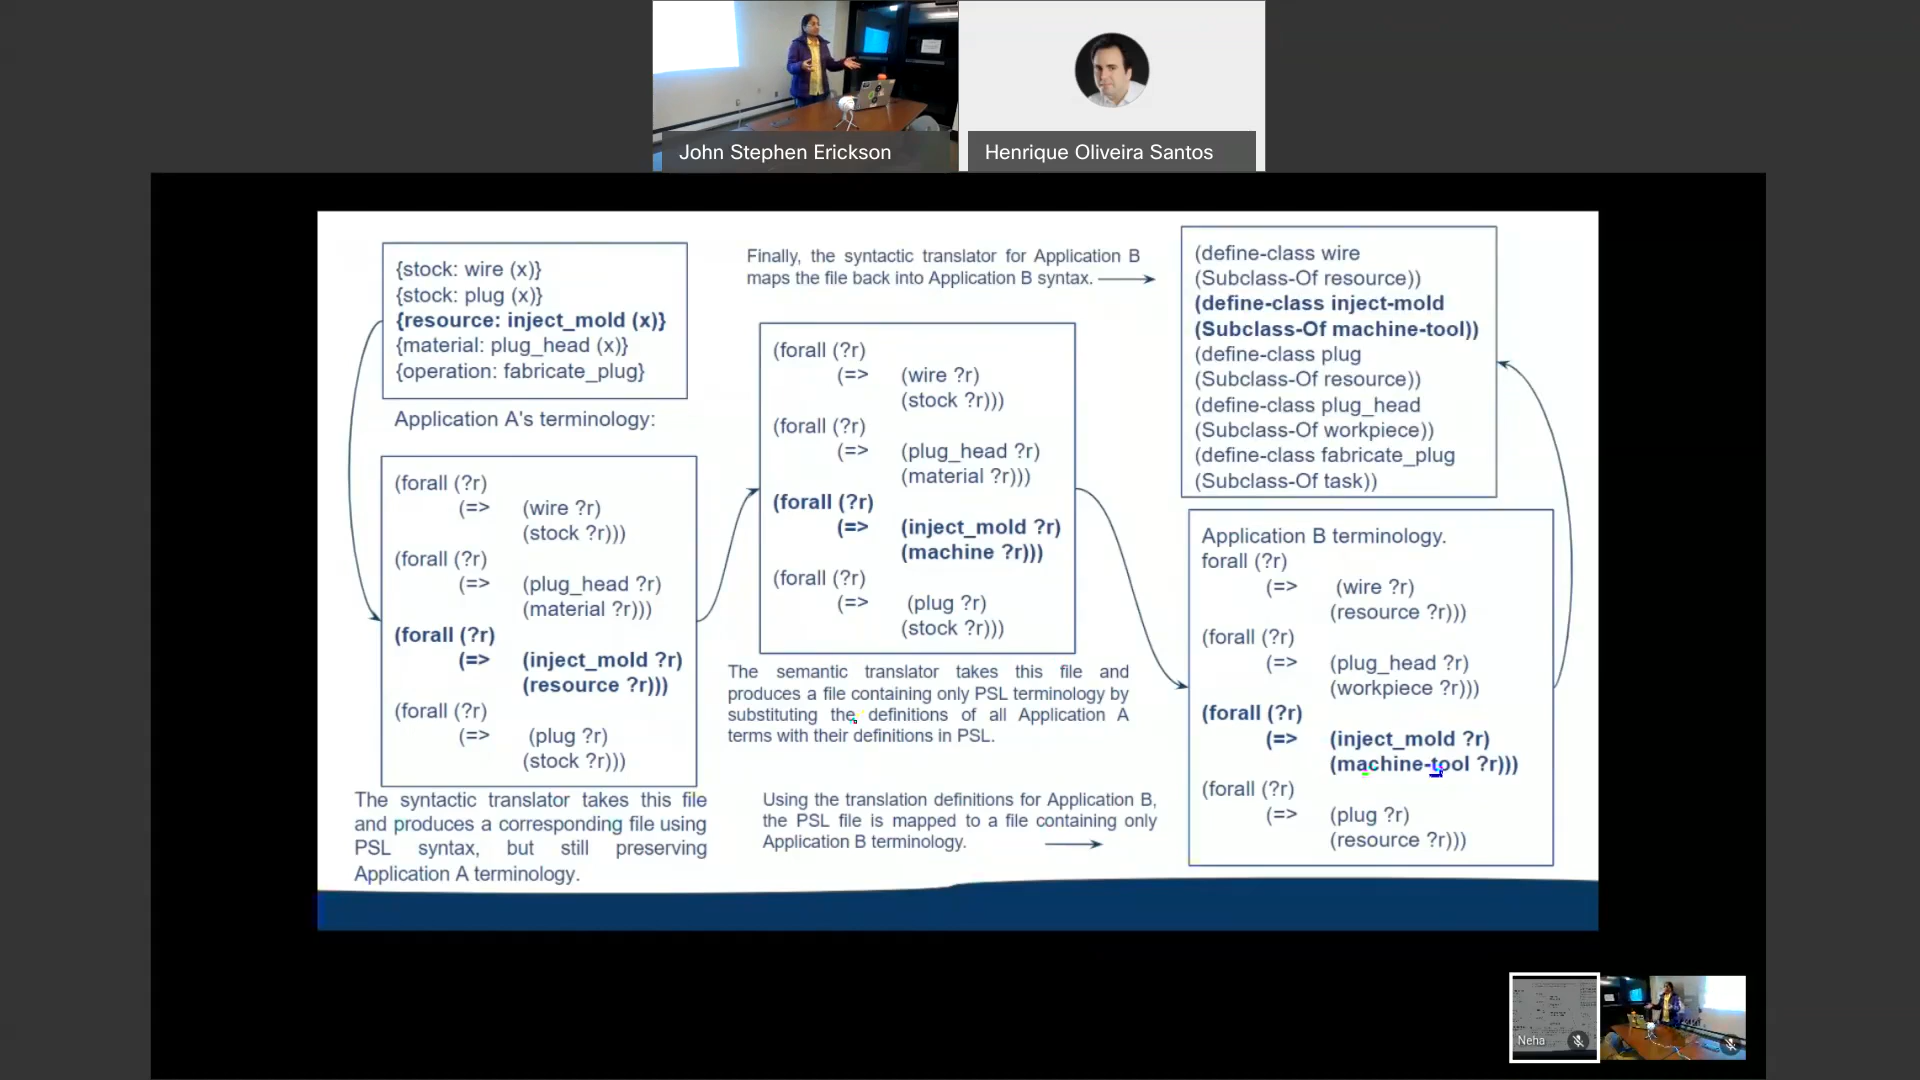 John Stephen Erickson
Henrique Oliveira Santos
{stock: wire (x)}
{stock: plug (x)}
{resource: inject_mold (x)}
{material: plug_head (x)}
{operation: fabricate_plug}
Application A's terminology:
(forall (?r)
(=> (wire ?r)
(stock ?r)))
(forall (?r)
(=> (plug_head ?r)
(material ?r)))
(forall (?r)
(=> (inject_mold ?r)
(resource ?r)))
(forall (?r)
(=> (plug ?r)
(stock ?r)))
The syntactic translator takes this file
and produces a corresponding file using
PSL syntax, but still preserving
Application A terminology.
Finally, the syntactic translator for Application B
maps the file back into Application B syntax.
(forall (?r)
(=> (wire ?r)
(stock ?r)))
(forall (?r)
(=> (plug_head ?r)
(material ?r)))
(forall (?r)
(=> (inject_mold ?r)
(machine ?r)))
(forall (?r)
(=> (plug ?r)
(stock ?r)))
The semantic translator takes this file and
produces a file containing only PSL terminology by
substituting the definitions of all Application A
terms with their definitions in PSL.
Using the translation definitions for Application B,
the PSL file is mapped to a file containing only
Application B terminology.
(define-class wire
(Subclass-Of resource))
(define-class inject-mold
(Subclass-Of machine-tool))
(define-class plug
(Subclass-Of resource))
(define-class plug_head
(Subclass-Of workpiece))
(define-class fabricate_plug
(Subclass-Of task))
Application B terminology.
forall (?r)
(=> (wire ?r)
(resource ?r)))
(forall (?r)
(=> (plug_head ?r)
(workpiece ?r)))
(forall (?r)
(=> (inject_mold ?r)
(machine-tool ?r)))
(forall (?r)
(=> (plug ?r)
(resource ?r)))
Neha